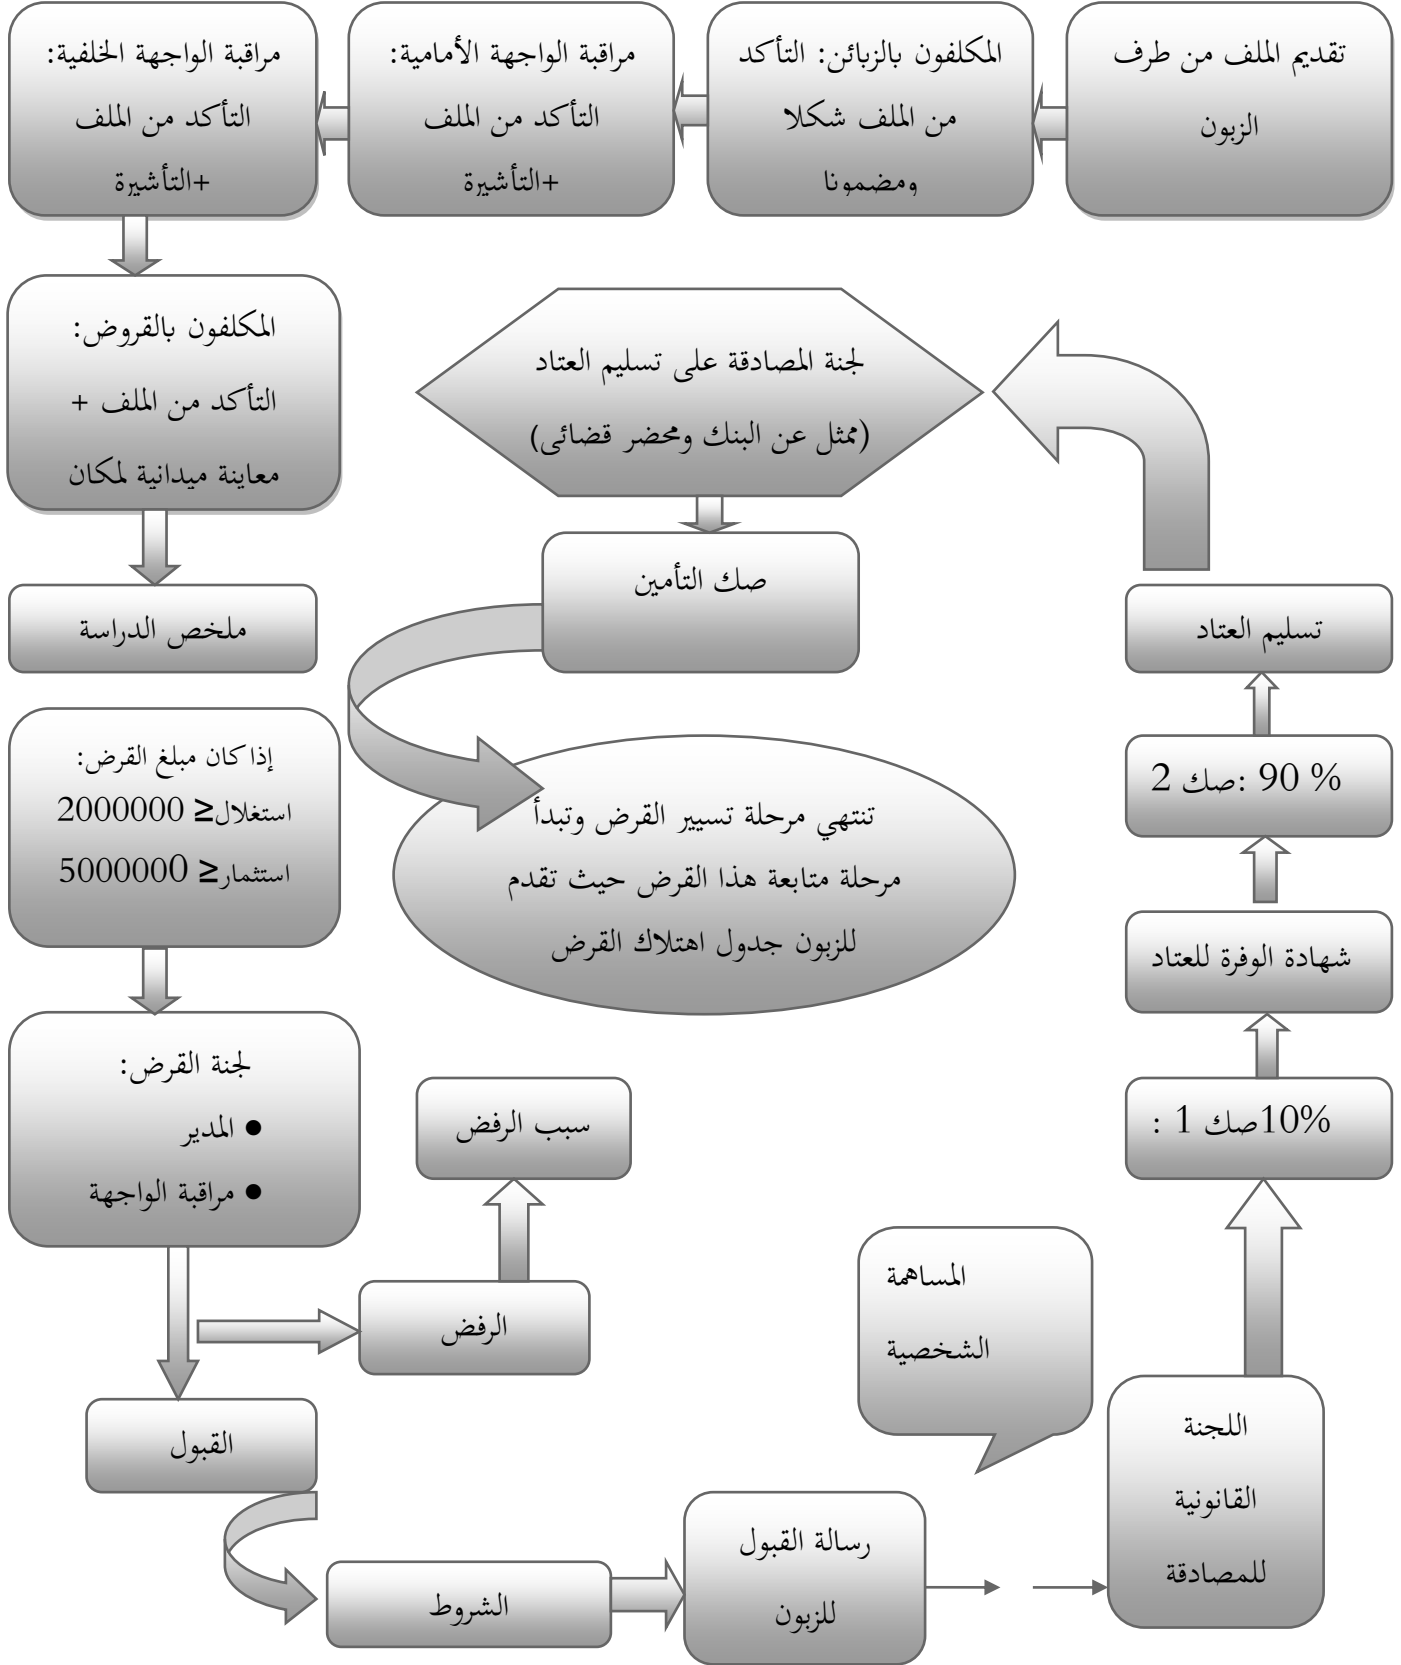 تقديم الملف من طرف
الزبون
المكلفون بالزبائن: التأكد
من الملف شكلا
ومضمونا
مراقبة الواجهة الأمامية:
التأكد من الملف
+التأشيرة
مراقبة الواجهة الخلفية:
التأكد من الملف
+التأشيرة
المكلفون بالقروض:
التأكد من الملف +
معاينة ميدانية لمكان
ملخص الدراسة
إذا كان مبلغ القرض:
استغلال≤ 2000000
استثمار≤ 5000000
لجنة القرض:
• المدير
• مراقبة الواجهة
الرفض
سبب الرفض
القبول
الشروط
رسالة القبول
للزبون
المساهمة
الشخصية
اللجنة
القانونية
للمصادقة
10%صك 1 :
شهادة الوفرة للعتاد
90 % :صك 2
تسليم العتاد
لجنة المصادقة على تسليم العتاد
(ممثل عن البنك ومحضر قضائى)
صك التأمين
تنتهي مرحلة تسيير القرض وتبدأ
مرحلة متابعة هذا القرض حيث تقدم
للزبون جدول اهتلاك القرض